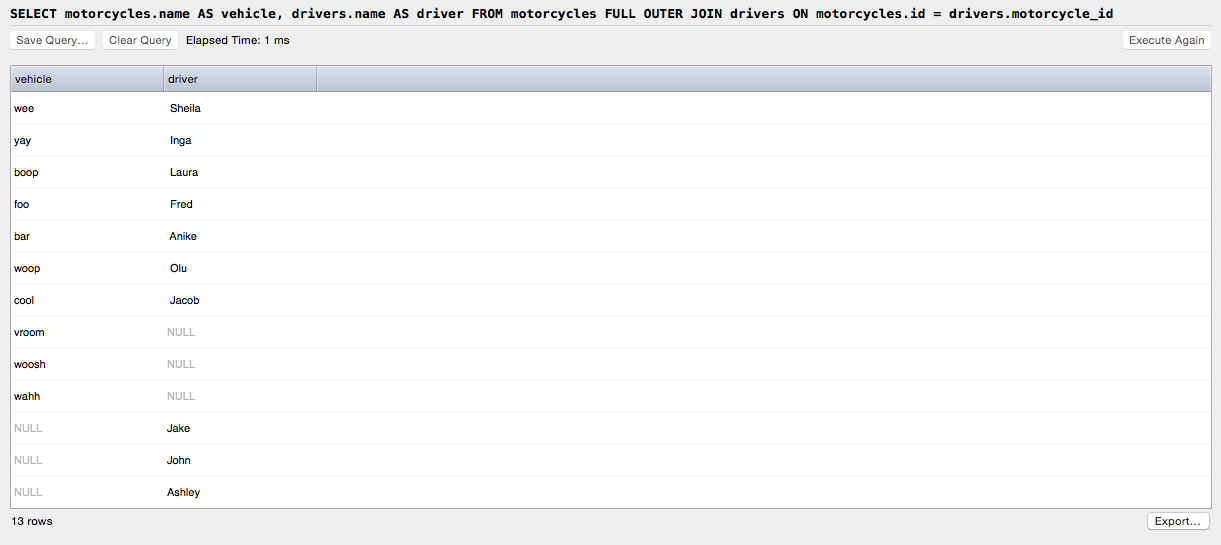 SELECT motorcycles.name AS vehicle, drivers.name AS driver FROM motorcycles FULL OUTER JOIN drivers ON motorcycles.id = drivers.motorcycle_id
Save Query... Clear Query Elapsed Time: 1 ms Execute Again
vehicle driver
wee Sheila
yay Inga
boop Laura
foo Fred
bar Anike
woop Olu
cool Jacob
vroom NULL
woosh NULL
wahh NULL
NULL Jake
NULL John
NULL Ashley
13 rows Export...